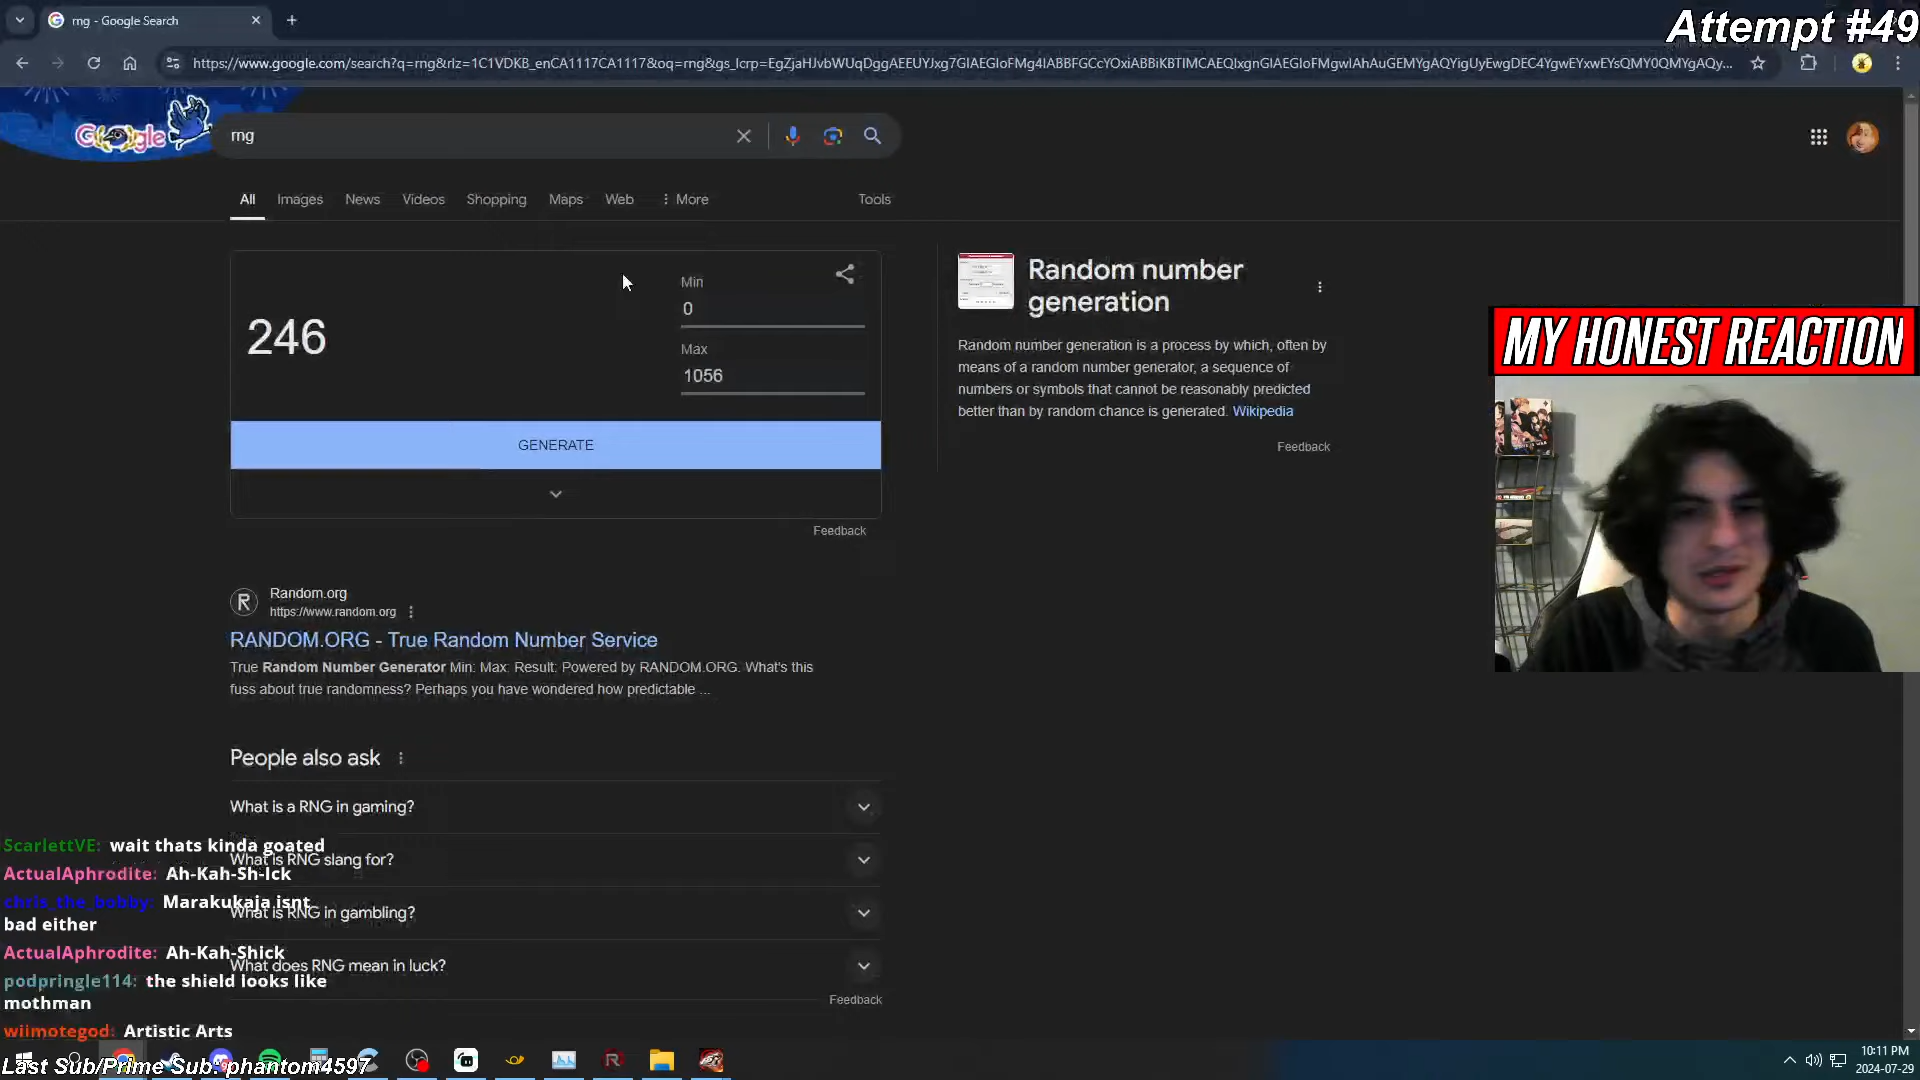 rng - Google Search
Attempt #49
https://www.google.com/search?q=rng&rlz=1C1VDKB_enCA1117CA1117&oq=rng&gs_lcrp=
Google
rng
All Images News Videos Shopping Maps Web More Tools
246
Min
0
Max
1056
GENERATE
Feedback
Random number
generation
Random number generation is a process by which, often by
means of a random number generator, a sequence of
numbers or symbols that cannot be reasonably predicted
better than by random chance is generated. Wikipedia
Feedback
MY HONEST REACTION
R
Random.org
https://www.random.org
RANDOM.ORG - True Random Number Service
True Random Number Generator Min: Max: Result: Powered by RANDOM.ORG. What's this
fuss about true randomness? Perhaps you have wondered how predictable ...
People also ask
What is a RNG in gaming?
What is RNG slang for?
What is RNG in gambling?
What does RNG mean in luck?
Feedback
ScarlettVE: wait thats kinda goated
ActualAphrodite: Ah-Kah-Sh-Ick
chris_the_bobby: Marakukaja isnt
bad either
ActualAphrodite: Ah-Kah-Shick
podpringle114: the shield looks like
mothman
wiimotegod: Artistic Arts
Last Sub/Prime Sub: phantom4597
10:11 PM
2024-07-29